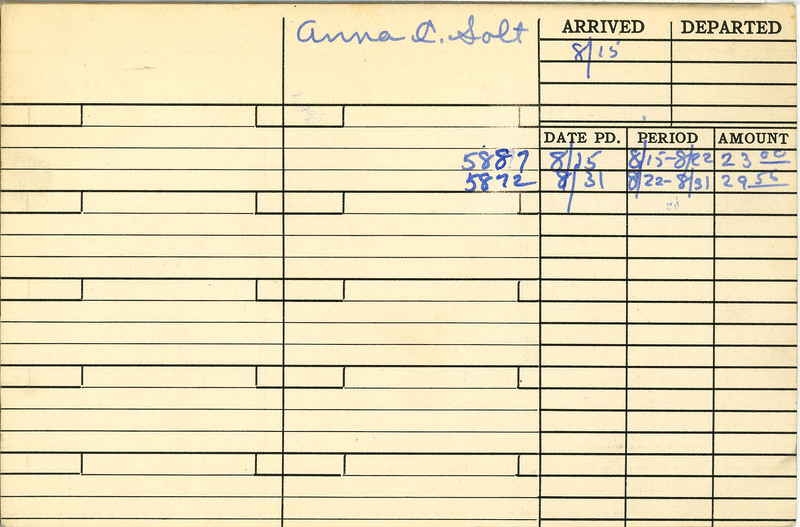 Anna C. Solt
ARRIVED DEPARTED
8/15
DATE PD. PERIOD AMOUNT
5887 8/15 8/15-8/22 23 00
5872 8/31 8/22-8/31 29 56